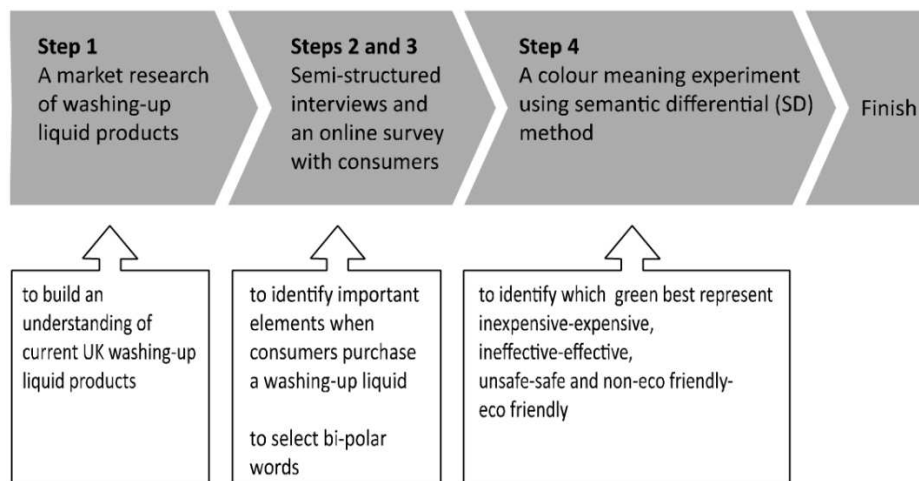 Step 1
A market research
of washing-up
liquid products
Steps 2 and 3
Semi-structured
interviews and
an online survey
with consumers
Step 4
A colour meaning experiment
using semantic differential (SD)
method
Finish
to build an
understanding of
current UK washing-up
liquid products
to identify important
elements when
consumers purchase
a washing-up liquid
to select bi-polar
words
to identify which green best represent
inexpensive-expensive,
ineffective-effective,
unsafe-safe and non-eco friendly-
eco friendly